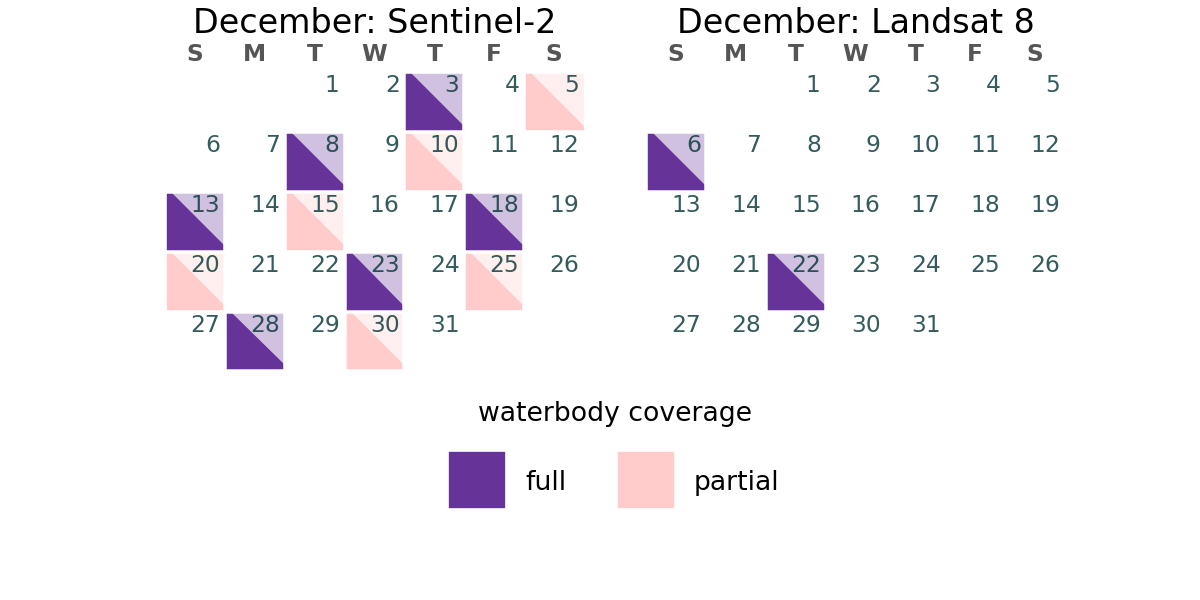 December: Sentinel-2
S M T W T F S
1 2 3 4 5
6 7 8 9 10 11 12
13 14 15 16 17 18 19
20 21 22 23 24 25 26
27 28 29 30 31
December: Landsat 8
S M T W T F S
1 2 3 4 5
6 7 8 9 10 11 12
13 14 15 16 17 18 19
20 21 22 23 24 25 26
27 28 29 30 31
waterbody coverage
full
partial